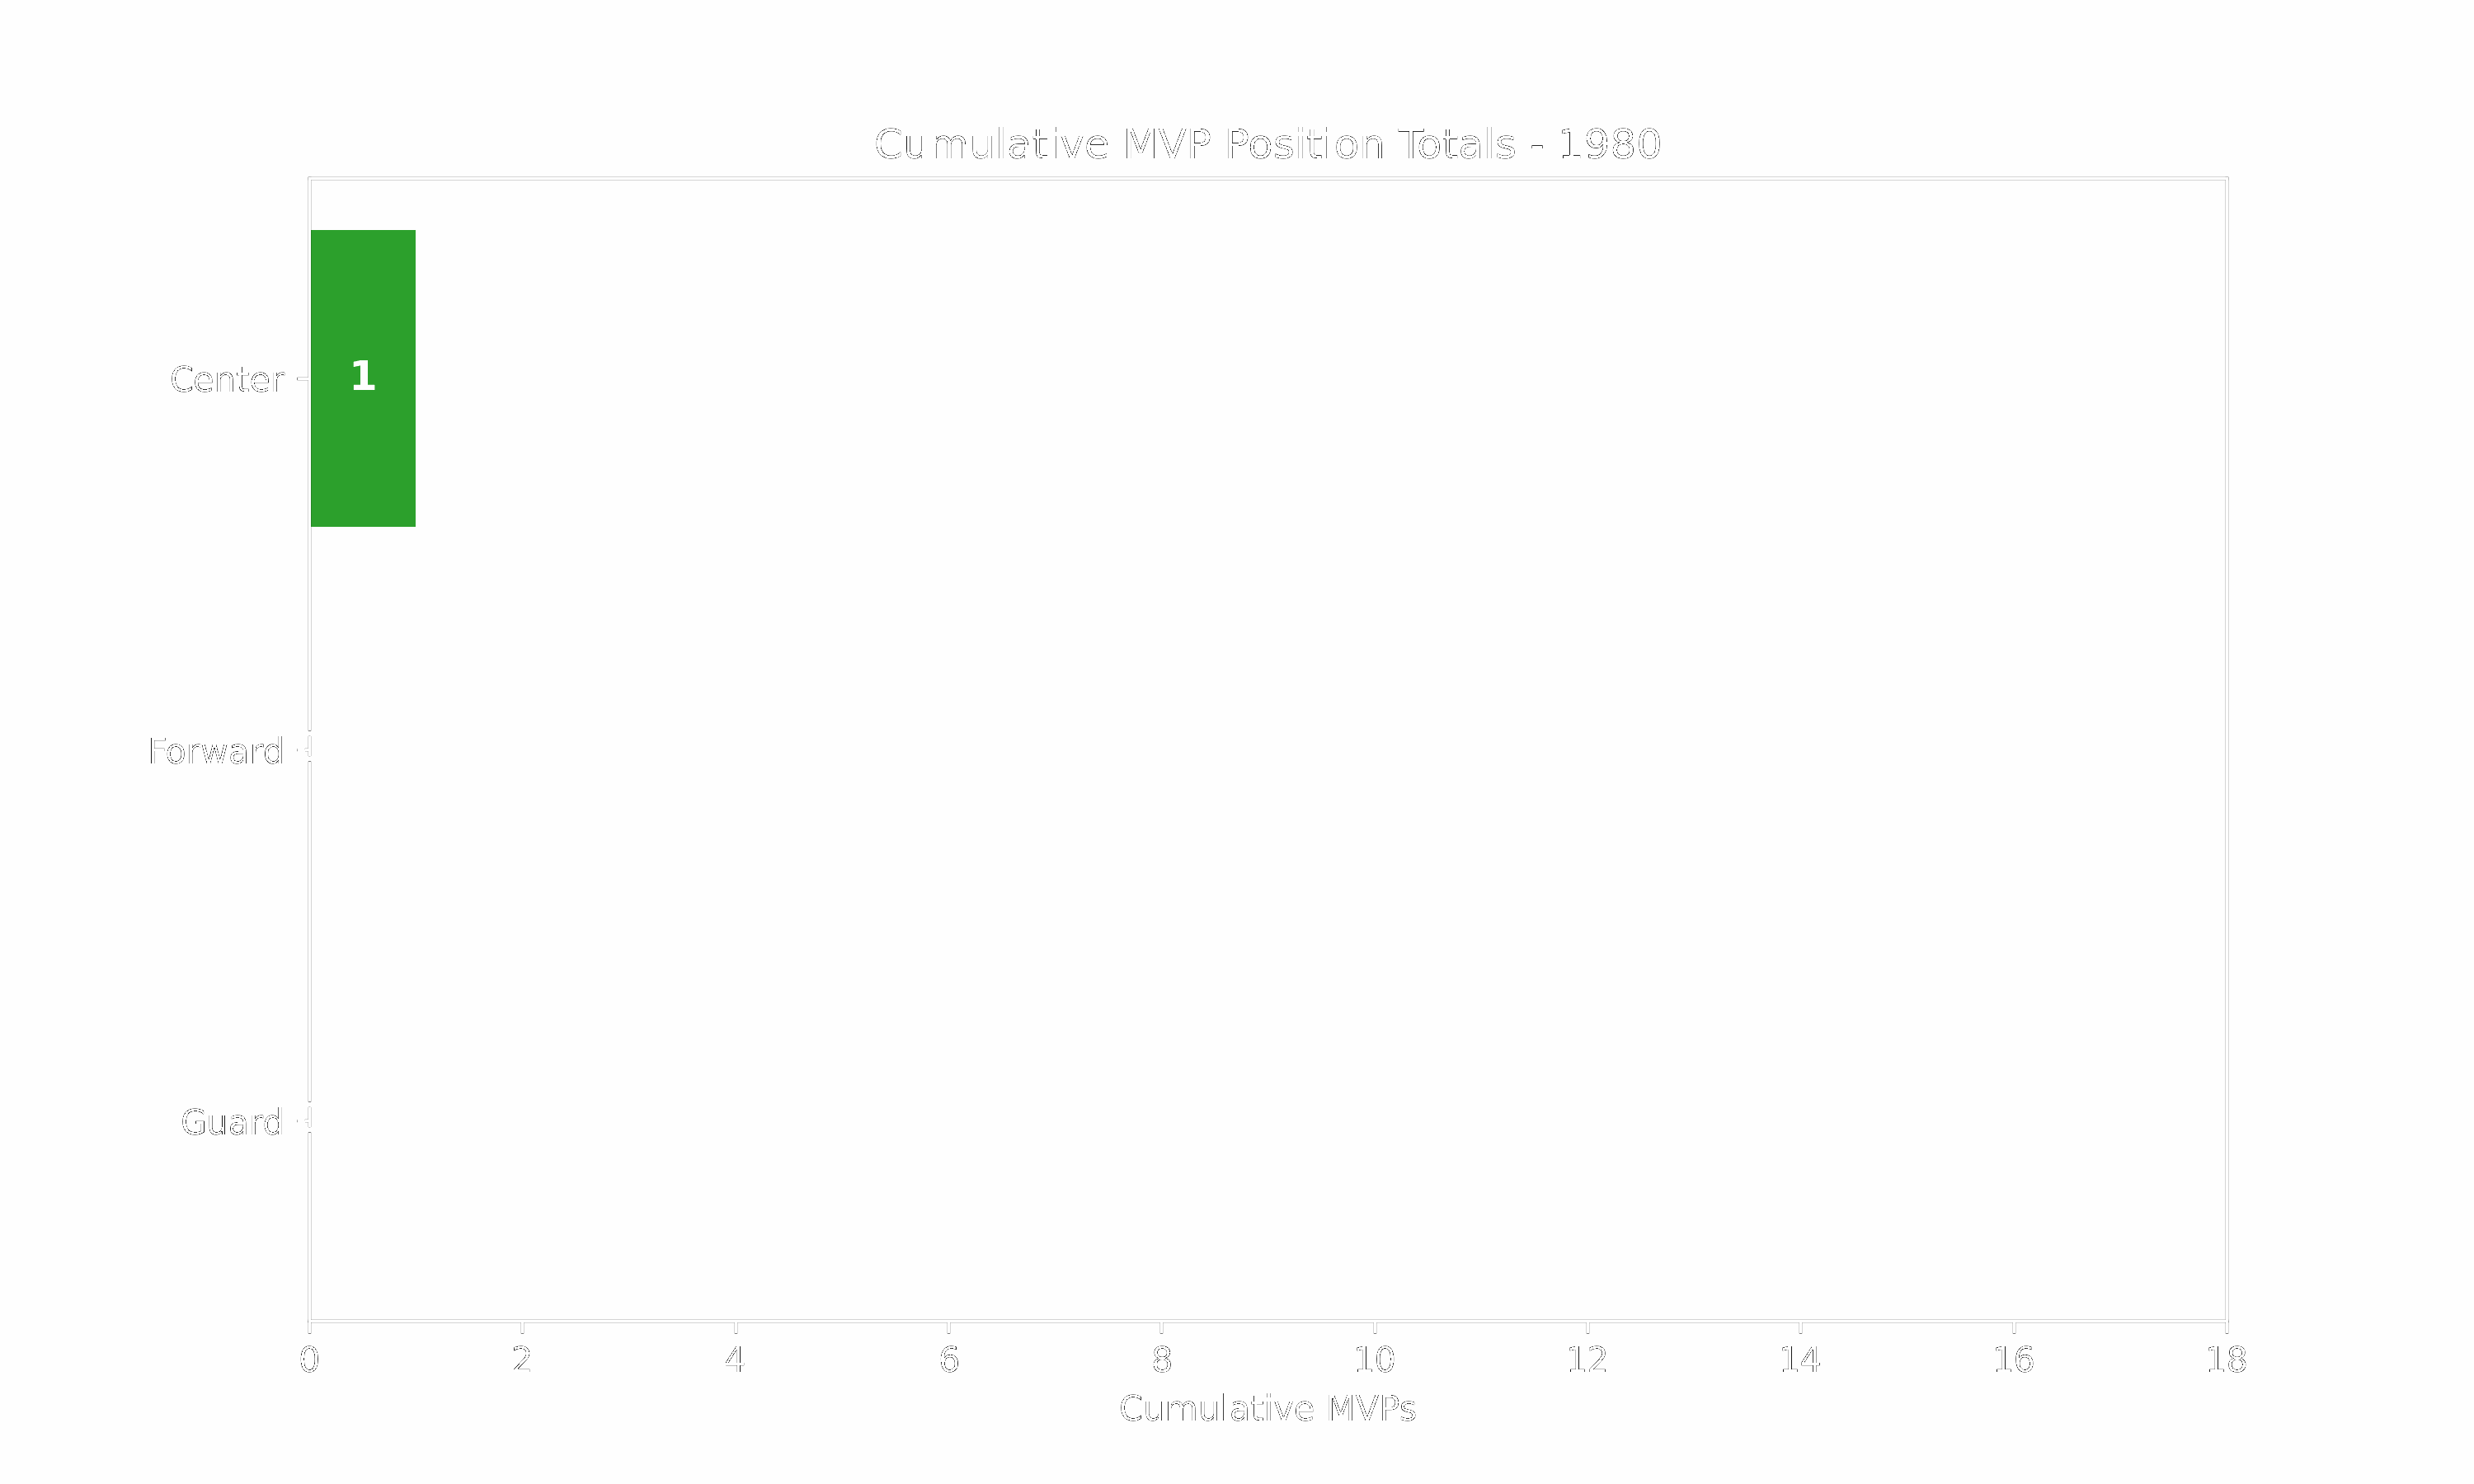 Cumulative MVP Position Totals - 1980
Center
1
Forward
Guard
0 2 4 6 8 10 12 14 16 18
Cumulative MVPs